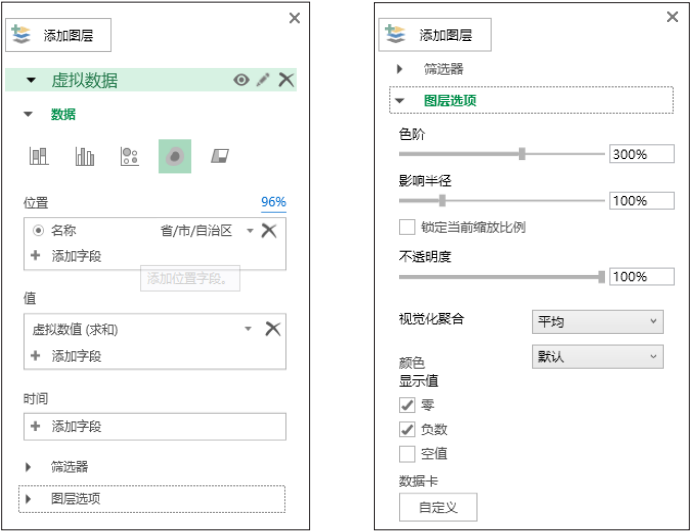 添加图层
虚拟数据
数据
位置
96%
名称
省/市/自治区
添加字段
添加位置字段。
值
虚拟数值 (求和)
添加字段
时间
添加字段
筛选器
图层选项
添加图层
筛选器
图层选项
色阶
300%
影响半径
100%
锁定当前缩放比例
不透明度
100%
视觉化聚合
平均
颜色
默认
显示值
零
负数
空值
数据卡
自定义